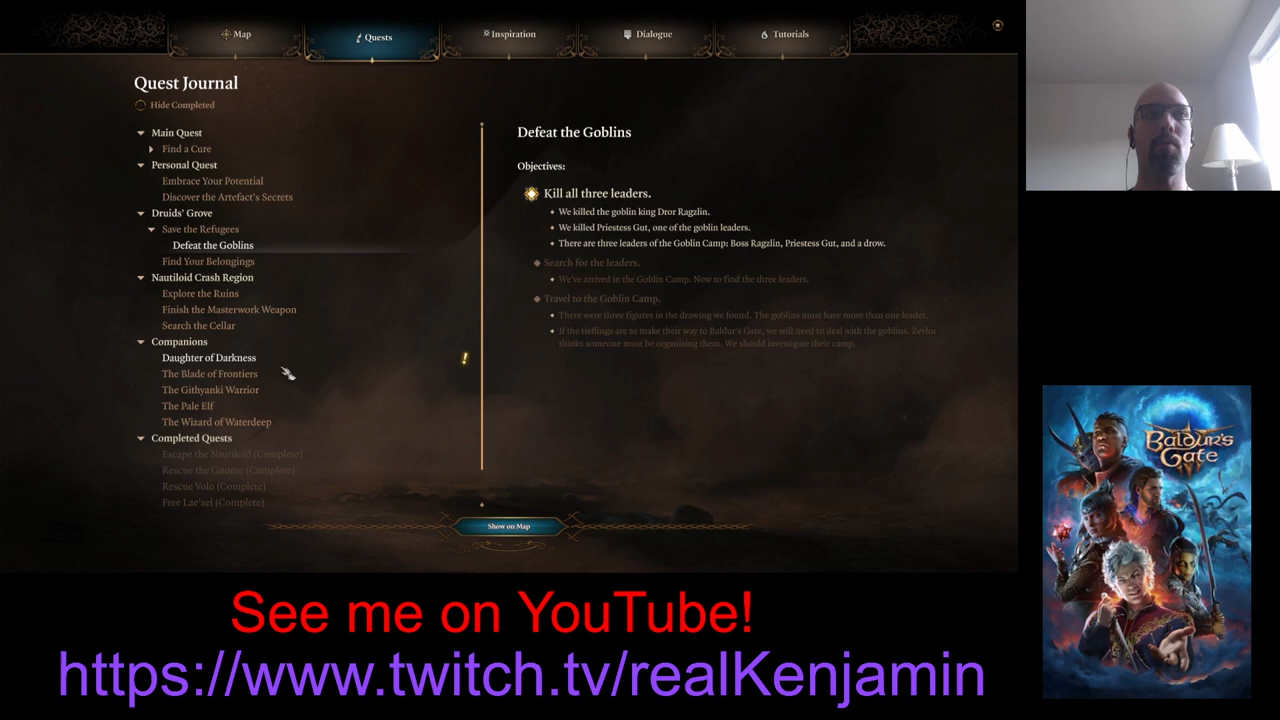 Map
Quests
Inspiration
Dialogue
Tutorials
Quest Journal
Hide Completed
Main Quest
Find a Cure
Personal Quest
Embrace Your Potential
Discover the Artefact's Secrets
Druids' Grove
Save the Refugees
Defeat the Goblins
Find Your Belongings
Nautiloid Crash Region
Explore the Ruins
Finish the Masterwork Weapon
Search the Cellar
Companions
Daughter of Darkness
!
The Blade of Frontiers
The Githyanki Warrior
The Pale Elf
The Wizard of Waterdeep
Completed Quests
Escape the Nautiloid (Complete)
Rescue the Gnome (Complete)
Rescue Volo (Complete)
Free Lae'zel (Complete)
Defeat the Goblins
Objectives:
Kill all three leaders.
We killed the goblin king Dror Ragzlin.
We killed Priestess Gut, one of the goblin leaders.
There are three leaders of the Goblin Camp: Boss Ragzlin, Priestess Gut, and a drow.
Search for the leaders.
We've arrived in the Goblin Camp. Now to find the three leaders.
Travel to the Goblin Camp.
There were three figures in the drawing we found. The goblins must have more than one leader.
If the tieflings are to make their way to Baldur's Gate, we will need to deal with the goblins. Zevlor
thinks someone must be organising them. We should investigate their camp.
Show on Map
Baldur's
Gate
III
See me on YouTube!
https://www.twitch.tv/realKenjamin